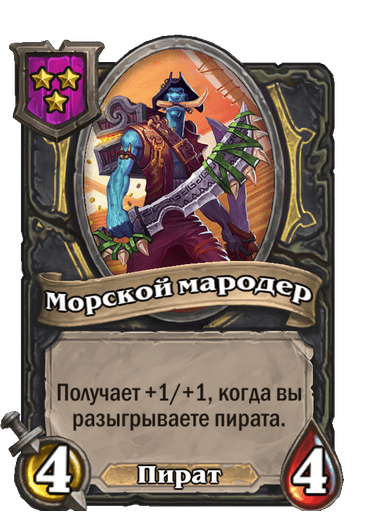 Морской мародер
Получает +1/+1, когда вы
разыгрываете пирата.
4
Пират
4